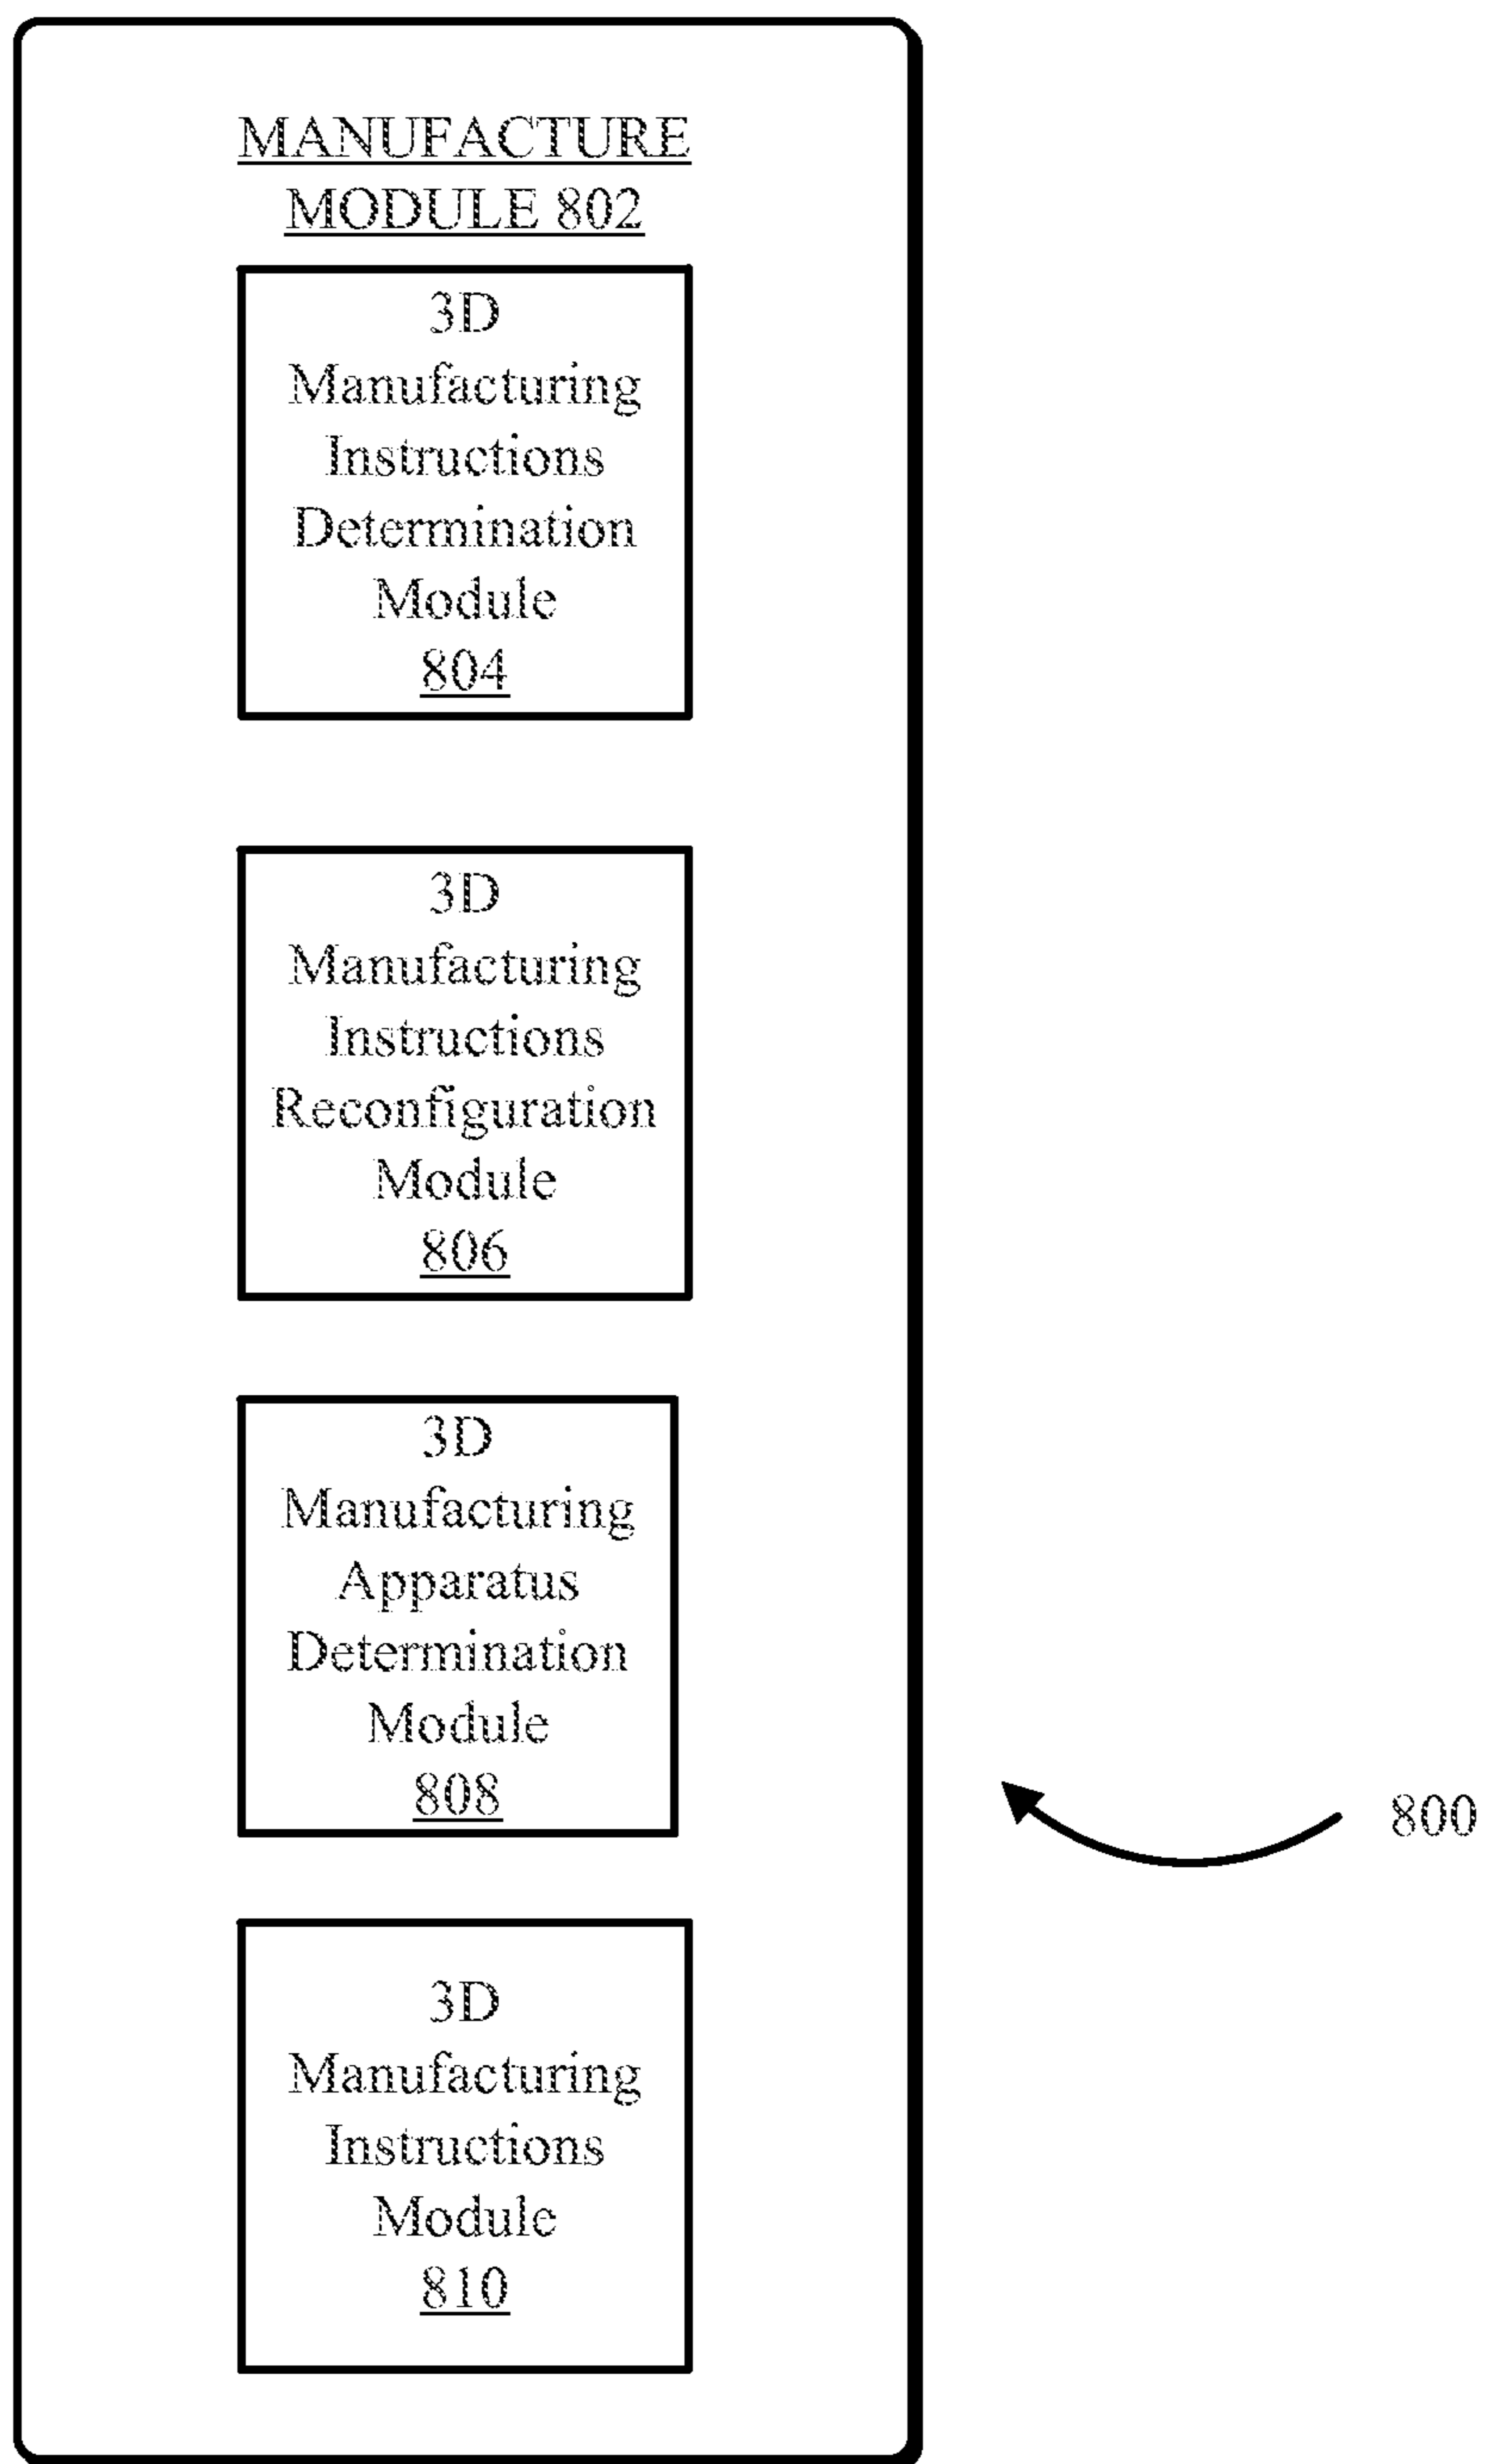 MANUFACTURE
MODULE 802
3D
Manufacturing
Instructions
Determination
Module
804
3D
Manufacturing
Instructions
Reconfiguration
Module
806
3D
Manufacturing
Apparatus
Determination
Module
808
800
3D
Manufacturing
Instructions
Module
810